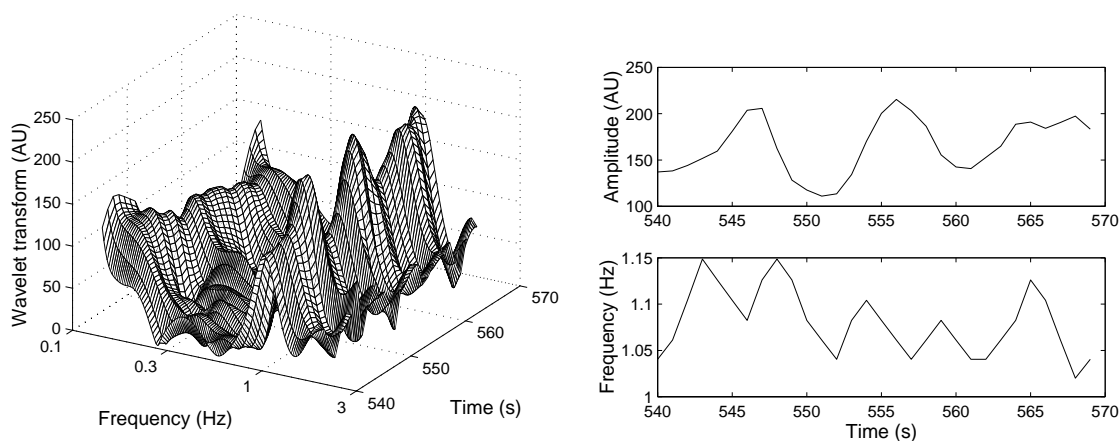 250
200
150
100
50
0
Wavelet transform (AU)
0.1
0.3
1
3
Frequency (Hz)
540
550
560
570
Time (s)
250
200
150
100
Amplitude (AU)
540 545 550 555 560 565 570
1.15
1.1
1.05
1
Frequency (Hz)
540 545 550 555 560 565 570
Time (s)